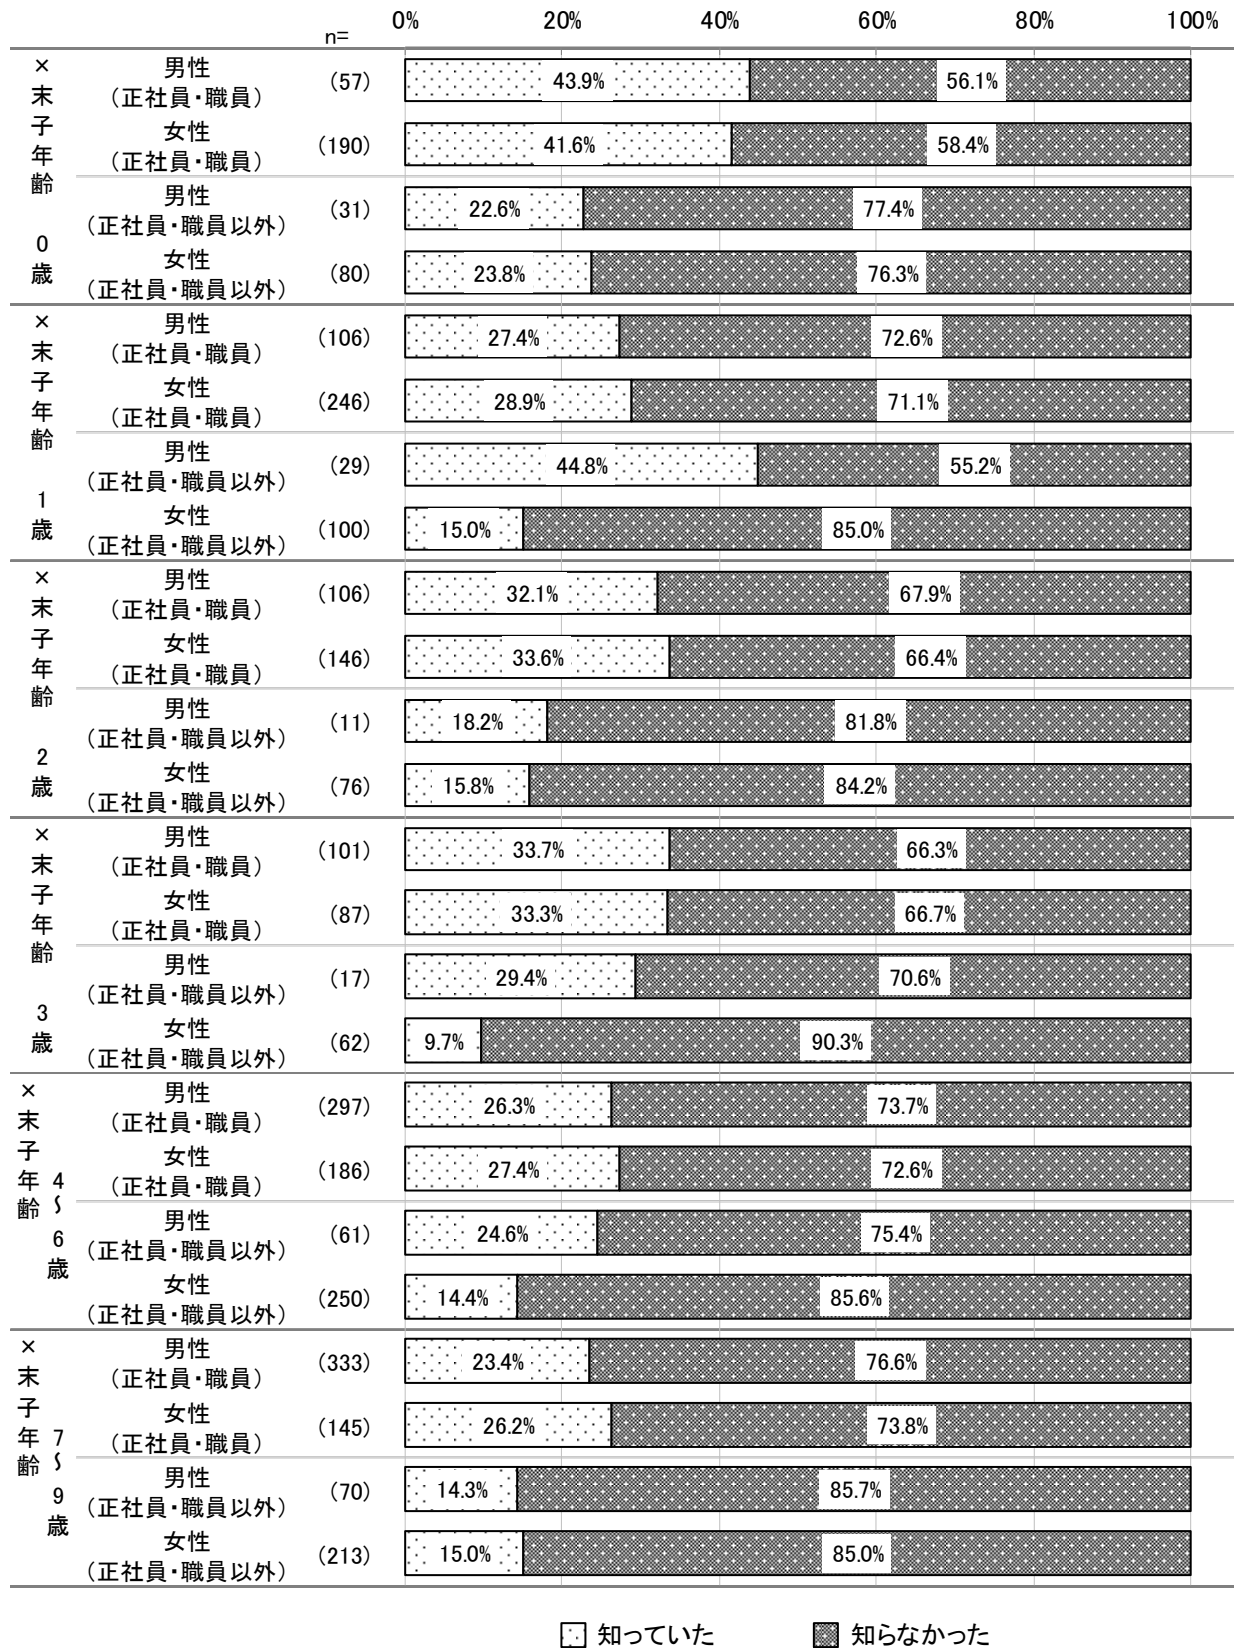 0% 20% 40% 60% 80% 100%
n=
×末子年齢 0歳
男性
（正社員・職員）
(57)
43.9% 56.1%
女性
（正社員・職員）
(190)
41.6% 58.4%
男性
（正社員・職員以外）
(31)
22.6% 77.4%
女性
（正社員・職員以外）
(80)
23.8% 76.3%
×末子年齢 1歳
男性
（正社員・職員）
(106)
27.4% 72.6%
女性
（正社員・職員）
(246)
28.9% 71.1%
男性
（正社員・職員以外）
(29)
44.8% 55.2%
女性
（正社員・職員以外）
(100)
15.0% 85.0%
×末子年齢 2歳
男性
（正社員・職員）
(106)
32.1% 67.9%
女性
（正社員・職員）
(146)
33.6% 66.4%
男性
（正社員・職員以外）
(11)
18.2% 81.8%
女性
（正社員・職員以外）
(76)
15.8% 84.2%
×末子年齢 3歳
男性
（正社員・職員）
(101)
33.7% 66.3%
女性
（正社員・職員）
(87)
33.3% 66.7%
男性
（正社員・職員以外）
(17)
29.4% 70.6%
女性
（正社員・職員以外）
(62)
9.7% 90.3%
×末子年齢 4～6歳
男性
（正社員・職員）
(297)
26.3% 73.7%
女性
（正社員・職員）
(186)
27.4% 72.6%
男性
（正社員・職員以外）
(61)
24.6% 75.4%
女性
（正社員・職員以外）
(250)
14.4% 85.6%
×末子年齢 7～9歳
男性
（正社員・職員）
(333)
23.4% 76.6%
女性
（正社員・職員）
(145)
26.2% 73.8%
男性
（正社員・職員以外）
(70)
14.3% 85.7%
女性
（正社員・職員以外）
(213)
15.0% 85.0%
知っていた 知らなかった